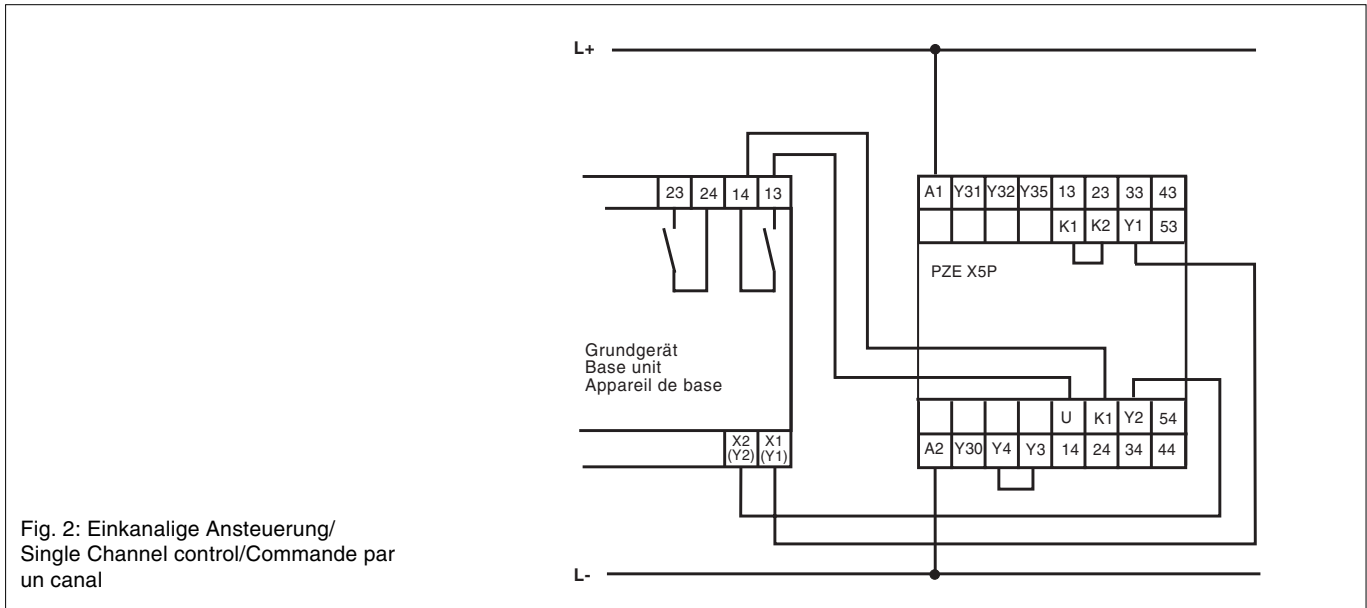 L+
23 24 14 13
A1 Y31 Y32 Y35 13 23 33 43
K1 K2 Y1 53
PZE X5P
Grundgerät
Base unit
Appareil de base
U K1 Y2 54
X2 X1
(Y2) (Y1)
A2 Y30 Y4 Y3 14 24 34 44
Fig. 2: Einkanalige Ansteuerung/
Single Channel control/Commande par
un canal
L-